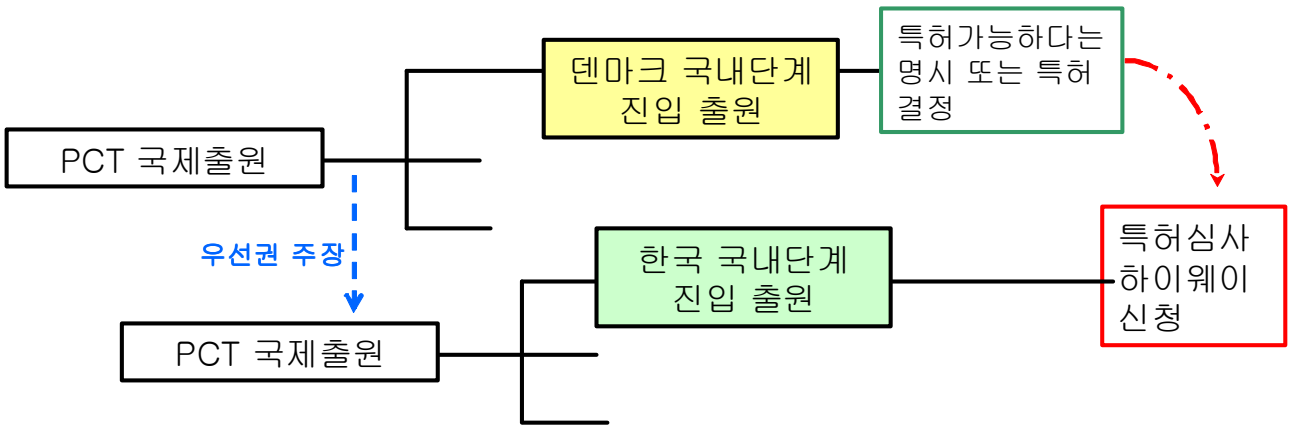 덴마크 국내단계
진입 출원
특허가능하다는
명시 또는 특허
결정
PCT 국제출원
우선권 주장
한국 국내단계
진입 출원
특허심사
하이웨이
신청
PCT 국제출원